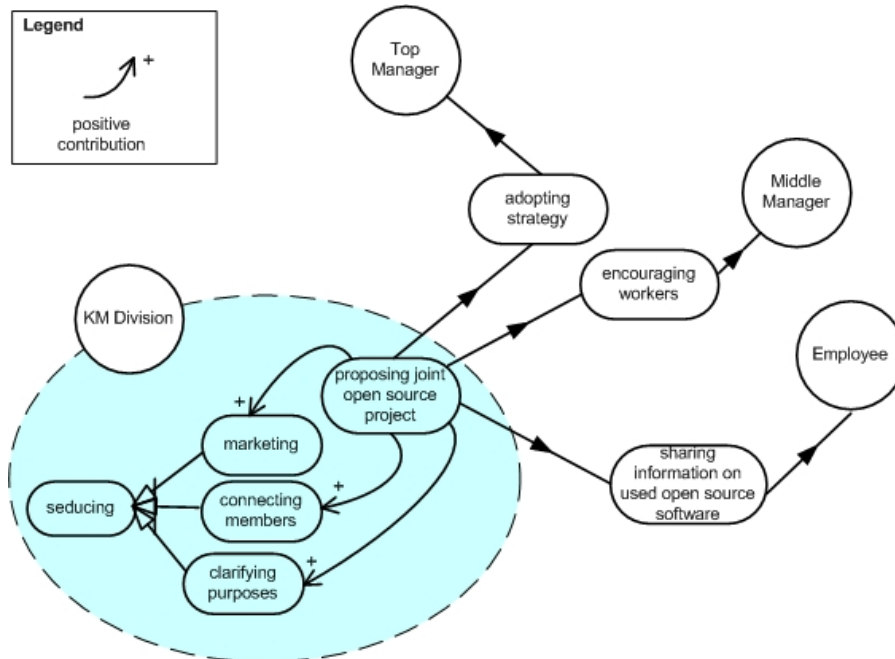 Legend
+
positive
contribution
Top
Manager
adopting
strategy
Middle
Manager
encouraging
workers
KM Division
Employee
proposing joint
open source
project
+
marketing
sharing
information on
used open source
software
+
seducing
connecting
members
+
clarifying
purposes